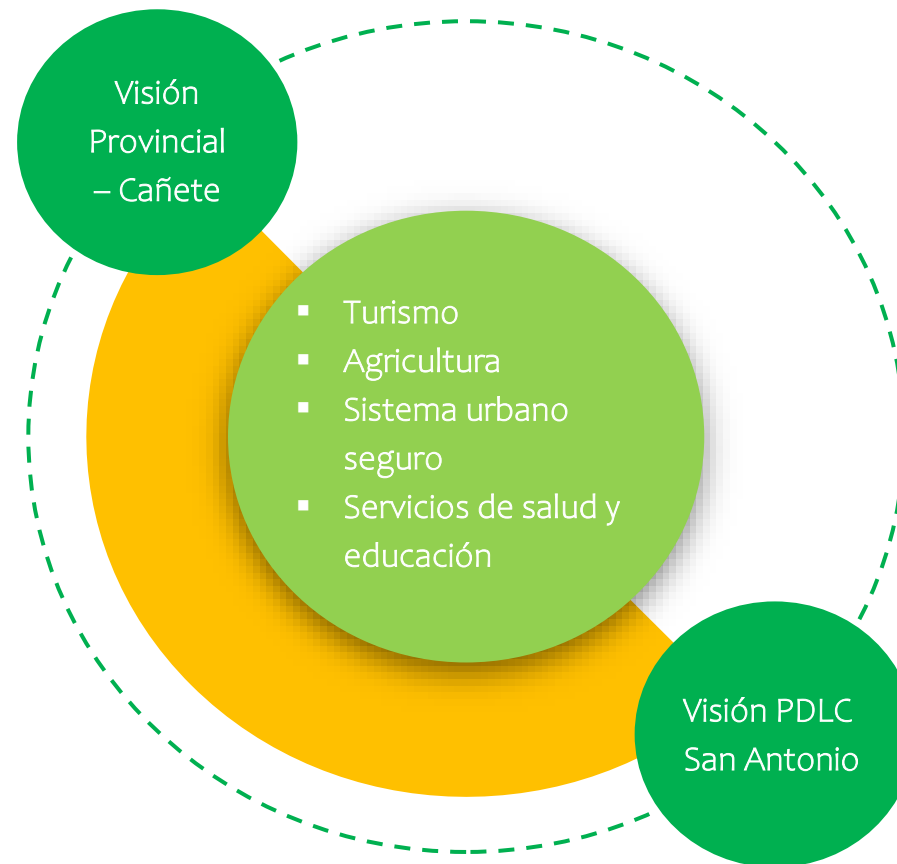 Visión
Provincial
– Cañete
▪ Turismo
▪ Agricultura
▪ Sistema urbano
seguro
▪ Servicios de salud y
educación
Visión PDLC
San Antonio